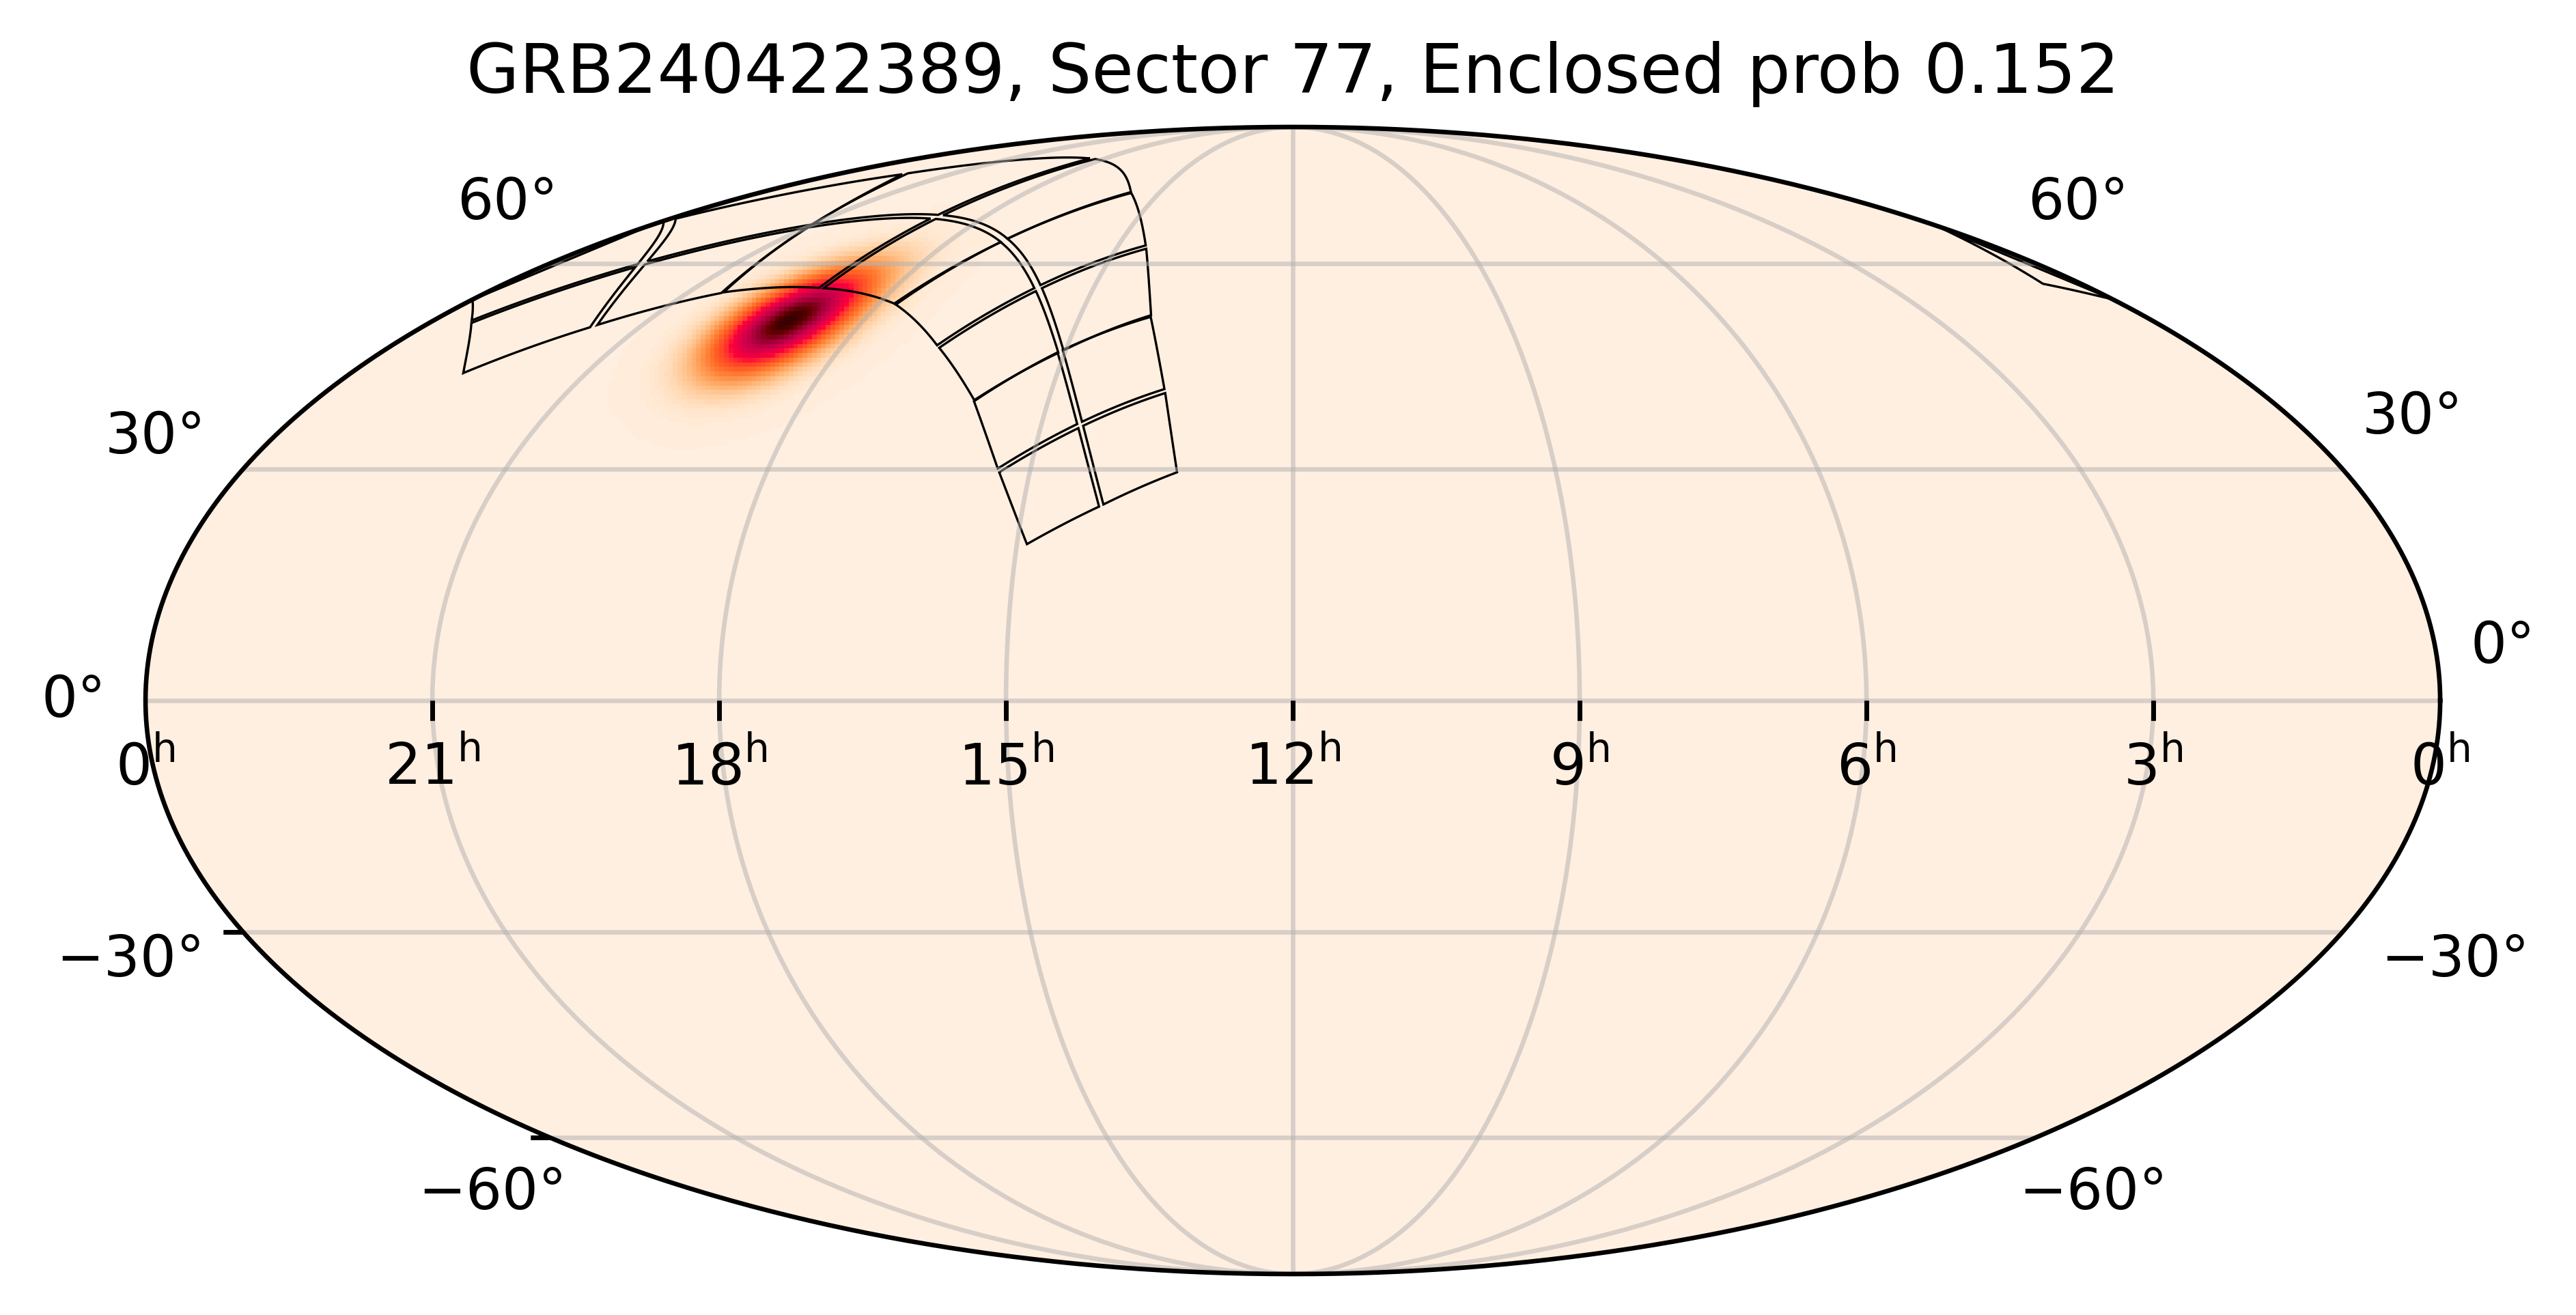 GRB240422389, Sector 77, Enclosed prob 0.152
60° 60°
30° 30°
0° 0°
0h 21h 18h 15h 12h 9h 6h 3h 0h
−30° −30°
−60° −60°